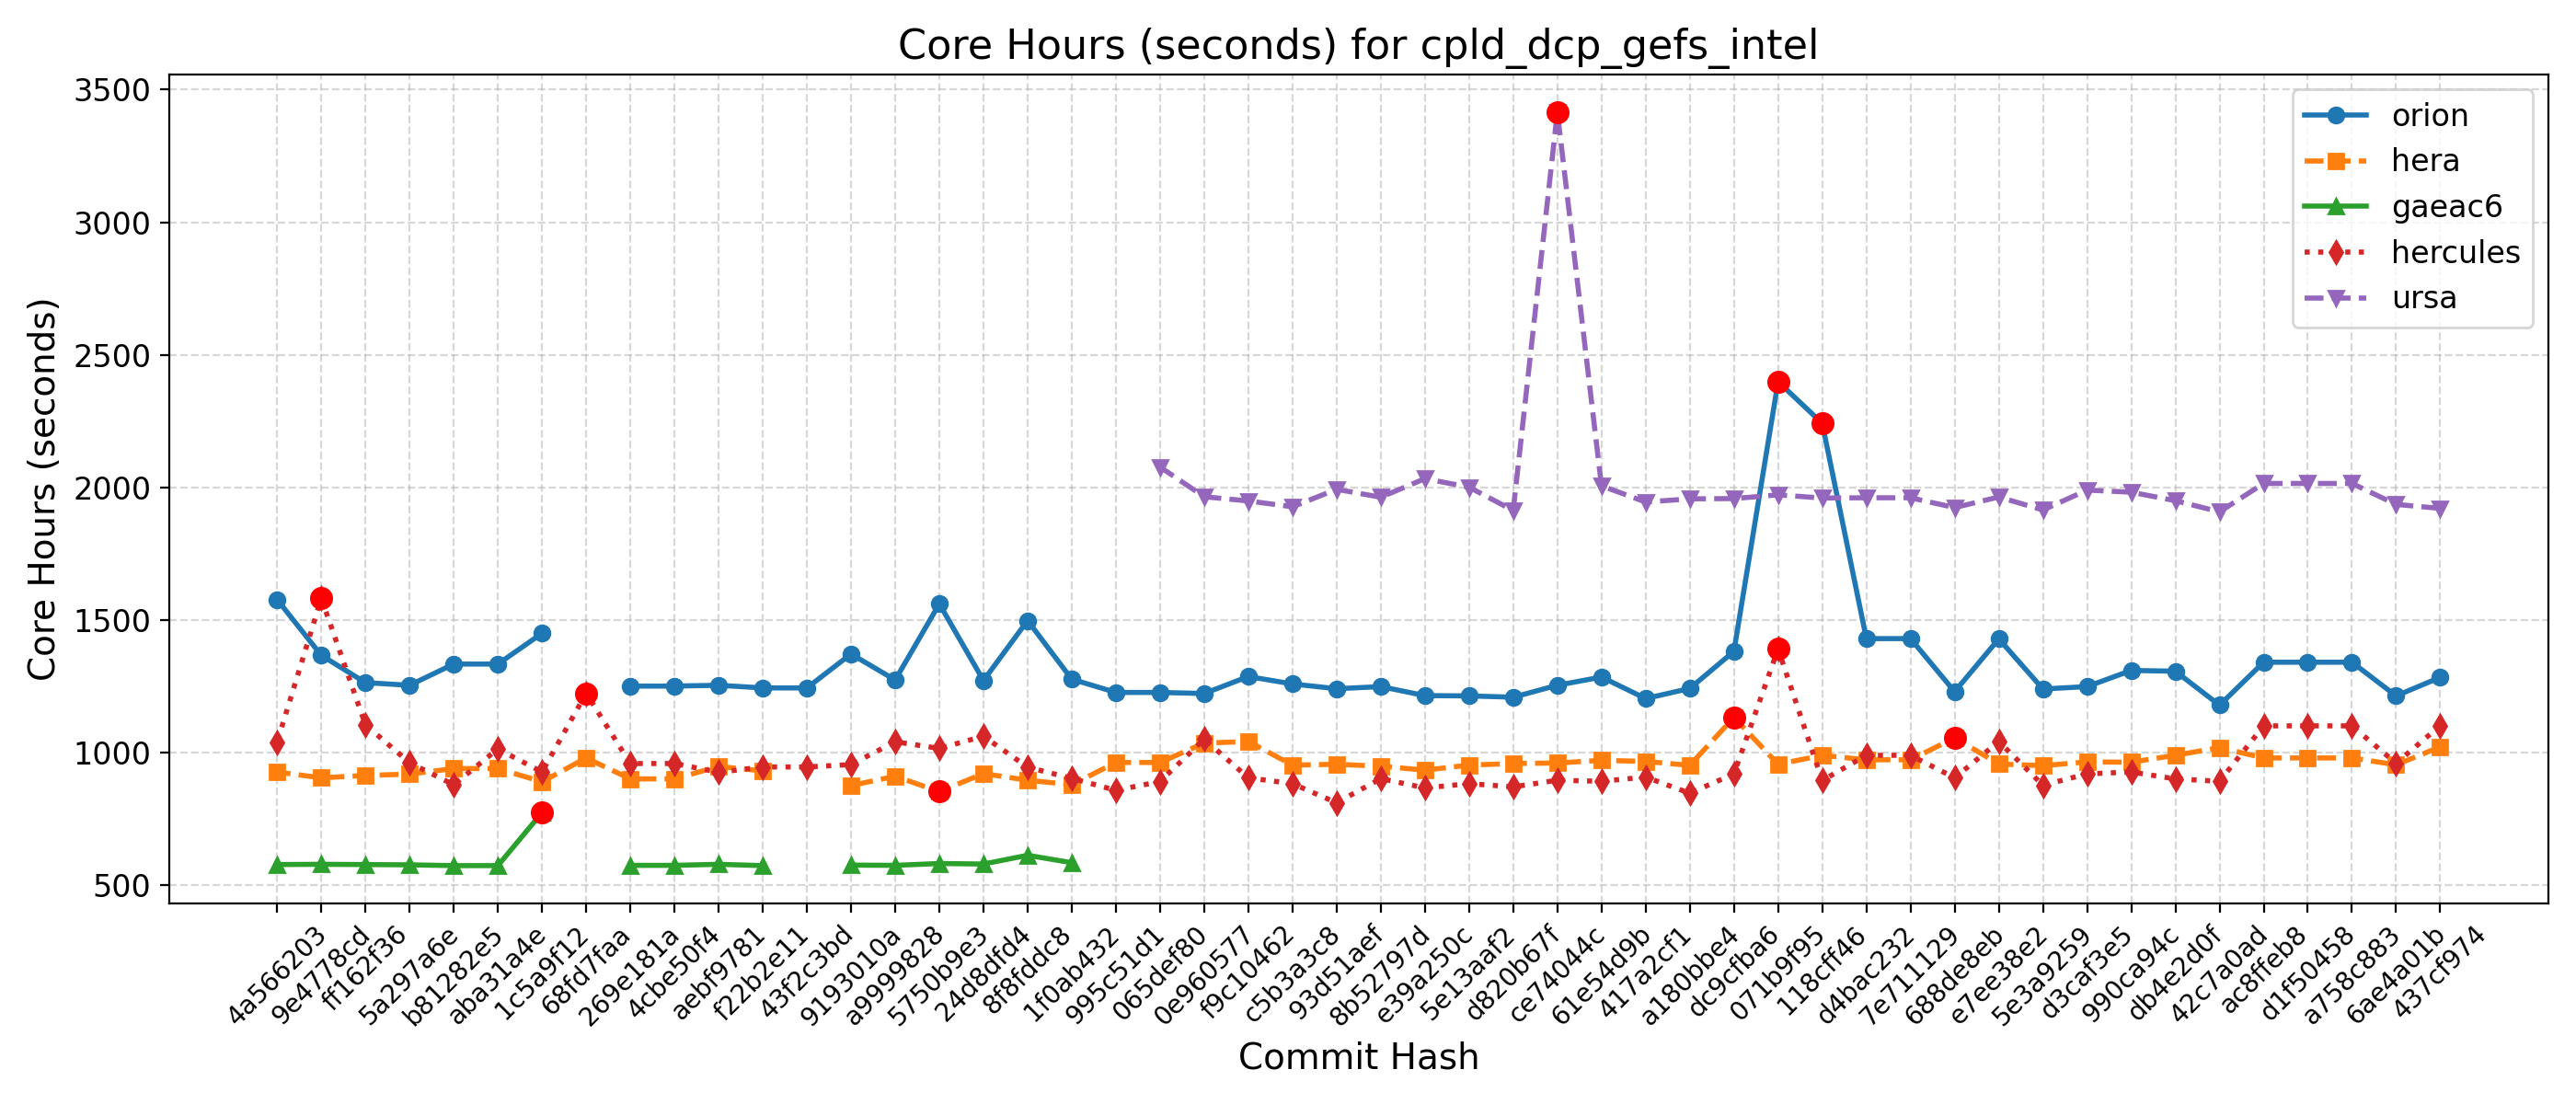 Core Hours (seconds) for cpld_dcp_gefs_intel
Core Hours (seconds)
3500
3000
2500
2000
1500
1000
500
orion
hera
gaeac6
hercules
ursa
4a566203
9e4778cd
ff162f36
5a297a6e
b81282e5
aba31a4e
1c5a9f12
68fd7faa
269e181a
4cbe50f4
aebf9781
f22b2e11
43f2c3bd
9193010a
a9999828
5750b9e3
24d8dfd4
8f8fddc8
1f0ab432
995c51d1
065def80
0e960577
f9c10462
c5b3a3c8
93d51aef
8b52797d
e39a250c
5e13aaf2
d820b67f
ce74044c
61e54d9b
417a2cf1
a180bbe4
dc9cfba6
071b9f95
118cff46
d4bac232
7e711129
688de8eb
e7ee38e2
5e3a9259
d3caf3e5
990ca94c
db4e2d0f
42c7a0ad
ac8ffeb8
d1f50458
a758c883
6ae4a01b
437cf974
Commit Hash